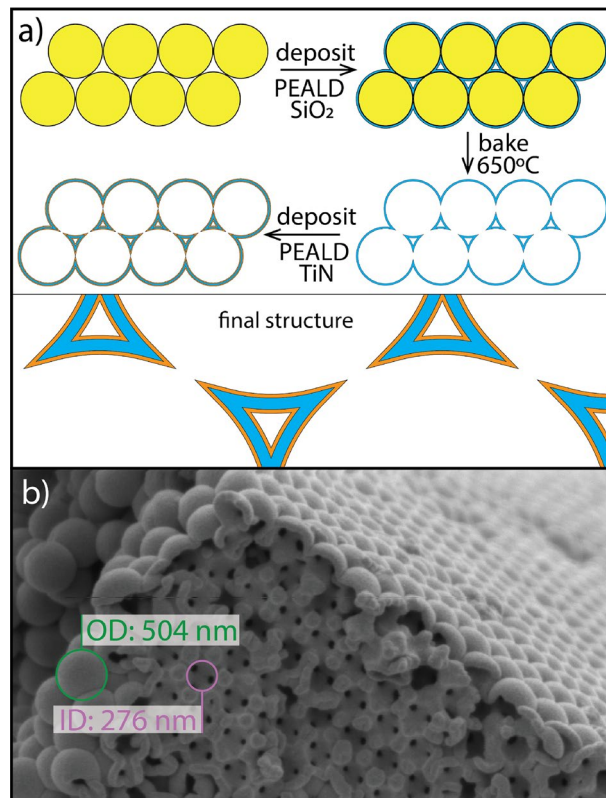 a)
deposit
PEALD
SiO₂
bake
650ºC
deposit
PEALD
TiN
final structure
b)
OD: 504 nm
ID: 276 nm